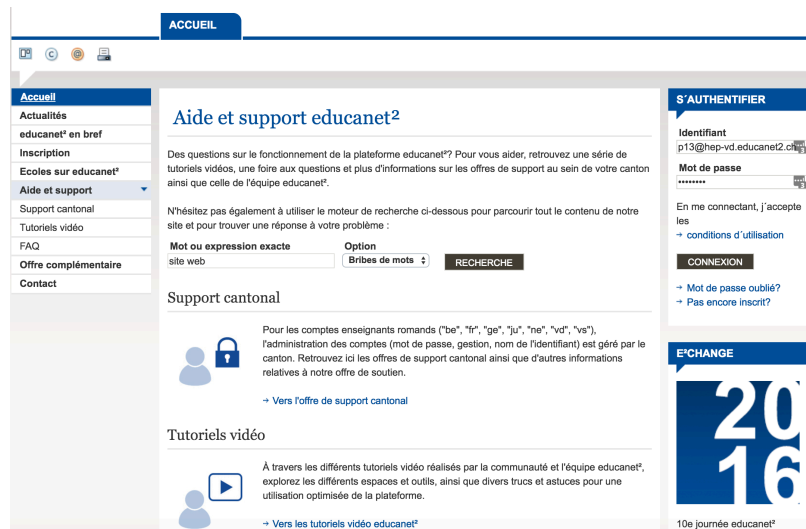 ACCUEIL
Accueil
Actualités
educanet² en bref
Inscription
Ecoles sur educanet²
Aide et support
Support cantonal
Tutoriels vidéo
FAQ
Offre complémentaire
Contact
Aide et support educanet²
Des questions sur le fonctionnement de la plateforme educanet²? Pour vous aider, retrouvez une série de
tutoriels vidéos, une foire aux questions et plus d'informations sur les offres de support au sein de votre canton
ainsi que celle de l'équipe educanet².
N'hésitez pas également à utiliser le moteur de recherche ci-dessous pour parcourir tout le contenu de notre
site et pour trouver une réponse à votre problème :
Mot ou expression exacte Option
site web Bribes de mots RECHERCHE
Support cantonal
Pour les comptes enseignants romands ("be", "fr", "ge", "ju", "ne", "vd", "vs"),
l'administration des comptes (mot de passe, gestion, nom de l'identifiant) est géré par le
canton. Retrouvez ici les offres de support cantonal ainsi que d'autres informations
relatives à notre offre de soutien.
→ Vers l'offre de support cantonal
Tutoriels vidéo
À travers les différents tutoriels vidéo réalisés par la communauté et l'équipe educanet²,
explorez les différents espaces et outils, ainsi que divers trucs et astuces pour une
utilisation optimisée de la plateforme.
→ Vers les tutoriels vidéo educanet²
S´AUTHENTIFIER
Identifiant
p13@hep-vd.educanet2.ch
Mot de passe
••••••••
En me connectant, j´accepte
les
→ conditions d´utilisation
CONNEXION
→ Mot de passe oublié?
→ Pas encore inscrit?
E²CHANGE
20
16
10e journée educanet²